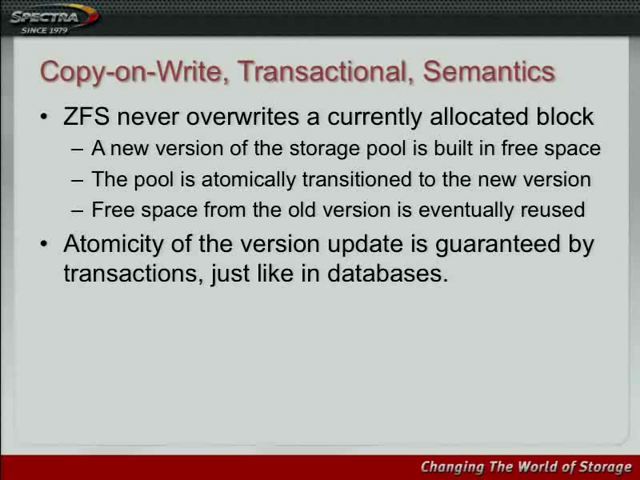 SPECTRA
SINCE 1979
Copy-on-Write, Transactional, Semantics
• ZFS never overwrites a currently allocated block
– A new version of the storage pool is built in free space
– The pool is atomically transitioned to the new version
– Free space from the old version is eventually reused
• Atomicity of the version update is guaranteed by
transactions, just like in databases.
Changing The World of Storage